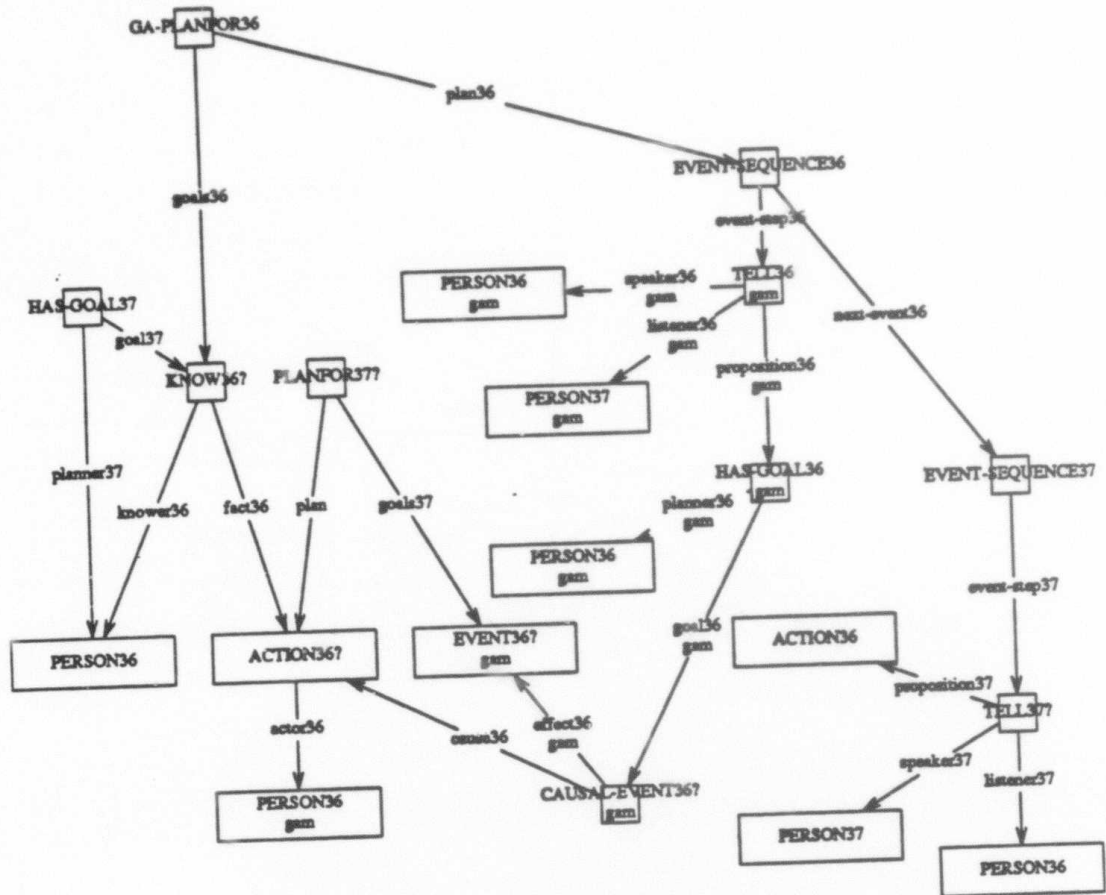 GA-PLANFOR36
plan36
EVENT-SEQUENCE36
goals36
event-step36
PERSON36
gam
speaker36
gam
TELL36
gam
HAS-GOAL37
goal37
listener36
gam
next-event36
KNOW36?
PLANFOR37?
proposition36
gam
PERSON37
gam
planner37
knower36
fact36
plan
goals37
HAS-GOAL36
gam
EVENT-SEQUENCE37
planner36
gam
PERSON36
gam
event-step37
goal36
gam
PERSON36
ACTION36?
EVENT36?
gam
ACTION36
proposition37
TELL37?
actor36
cause36
effect36
gam
speaker37
listener37
PERSON36
gam
CAUSAL-EVENT36?
gam
PERSON37
PERSON36